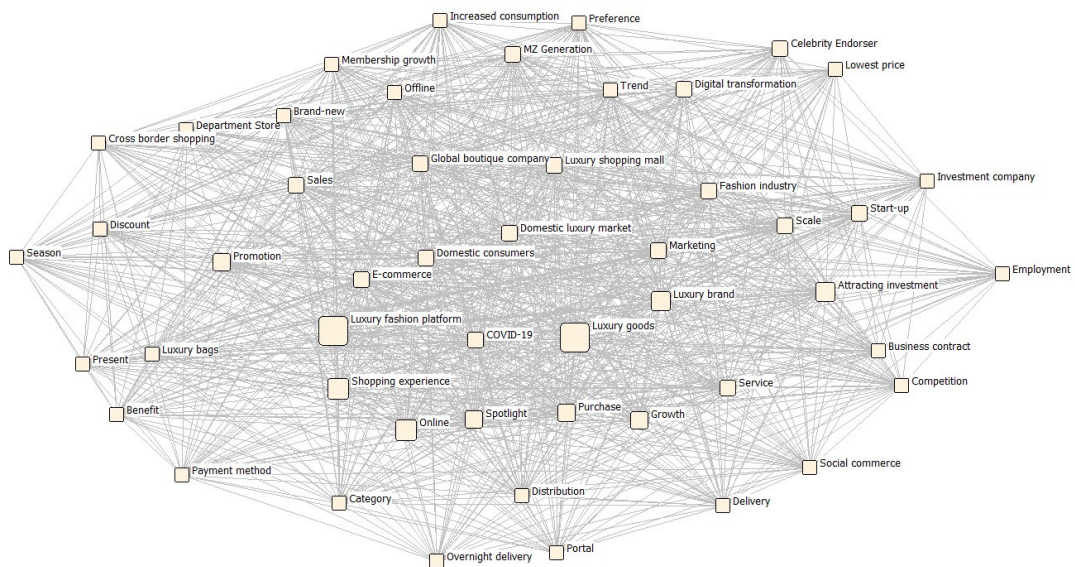 Increased consumption
Preference
MZ Generation
Celebrity Endorser
Membership growth
Lowest price
Offline
Trend
Digital transformation
Brand-new
Department Store
Cross border shopping
Global boutique company
Luxury shopping mall
Sales
Fashion industry
Investment company
Start-up
Discount
Scale
Domestic luxury market
Season
Promotion
Domestic consumers
Marketing
E-commerce
Employment
Attracting investment
Luxury brand
Luxury fashion platform
COVID-19
Luxury goods
Present
Luxury bags
Business contract
Shopping experience
Service
Competition
Benefit
Online
Spotlight
Purchase
Growth
Payment method
Social commerce
Category
Distribution
Delivery
Overnight delivery
Portal